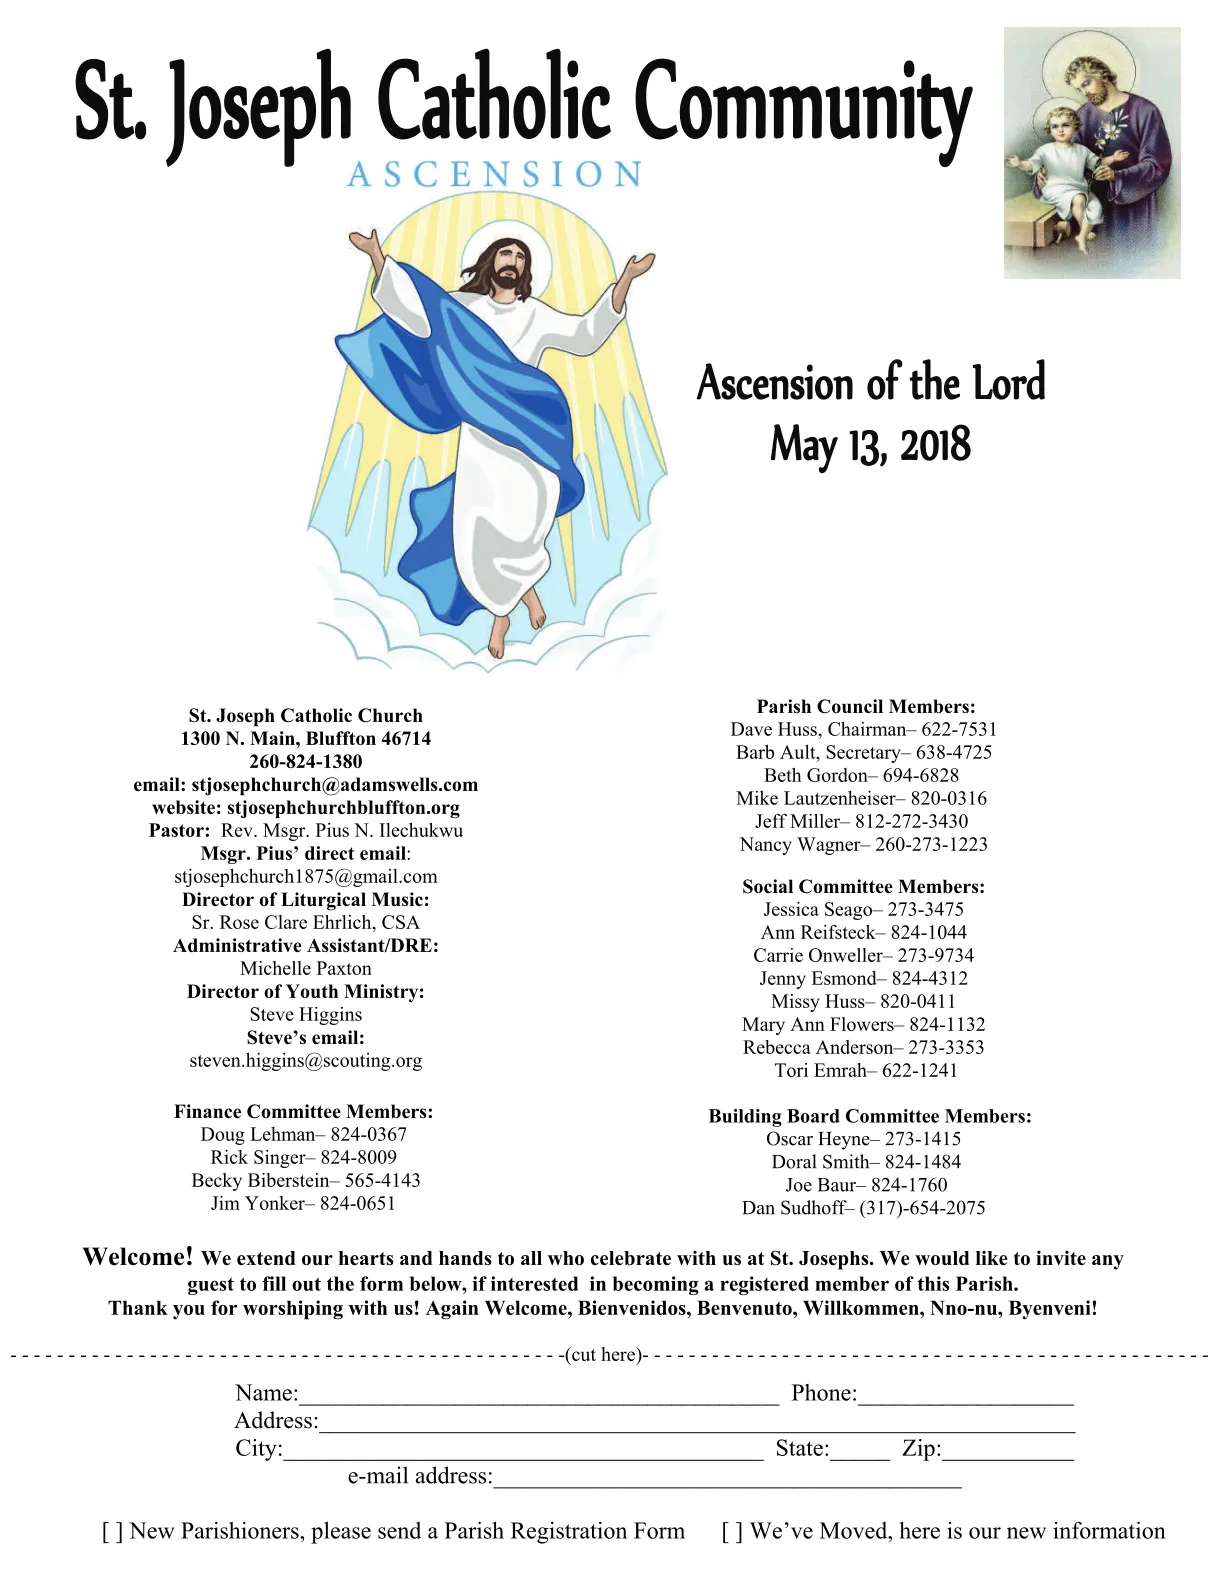 St. Joseph Catholic Community
ASCENSION
Ascension of the Lord
May 13, 2018
St. Joseph Catholic Church
1300 N. Main, Bluffton 46714
260-824-1380
email: stjosephchurch@adamswells.com
website: stjosephchurchbluffton.org
Pastor: Rev. Msgr. Pius N. Ilechukwu
Msgr. Pius’ direct email:
stjosephchurch1875@gmail.com
Director of Liturgical Music:
Sr. Rose Clare Ehrlich, CSA
Administrative Assistant/DRE:
Michelle Paxton
Director of Youth Ministry:
Steve Higgins
Steve’s email:
steven.higgins@scouting.org
Finance Committee Members:
Doug Lehman– 824-0367
Rick Singer– 824-8009
Becky Biberstein– 565-4143
Jim Yonker– 824-0651
Parish Council Members:
Dave Huss, Chairman– 622-7531
Barb Ault, Secretary– 638-4725
Beth Gordon– 694-6828
Mike Lautzenheiser– 820-0316
Jeff Miller– 812-272-3430
Nancy Wagner– 260-273-1223
Social Committee Members:
Jessica Seago– 273-3475
Ann Reifsteck– 824-1044
Carrie Onweller– 273-9734
Jenny Esmond– 824-4312
Missy Huss– 820-0411
Mary Ann Flowers– 824-1132
Rebecca Anderson– 273-3353
Tori Emrah– 622-1241
Building Board Committee Members:
Oscar Heyne– 273-1415
Doral Smith– 824-1484
Joe Baur– 824-1760
Dan Sudhoff– (317)-654-2075
Welcome! We extend our hearts and hands to all who celebrate with us at St. Josephs. We would like to invite any
guest to fill out the form below, if interested in becoming a registered member of this Parish.
Thank you for worshiping with us! Again Welcome, Bienvenidos, Benvenuto, Willkommen, Nno-nu, Byenveni!
- - - - - - - - - - - - - - - - - - - - - - - - - - - - - - - - - - - - - - - - - - - - - - - -(cut here)- - - - - - - - - - - - - - - - - - - - - - - - - - - - - - - - - - - - - - - - - - - - - - - - -
Name:________________________________________ Phone:__________________
Address:_______________________________________________________________
City:________________________________________ State:_____ Zip:___________
e-mail address:_______________________________________
[ ] New Parishioners, please send a Parish Registration Form [ ] We’ve Moved, here is our new information